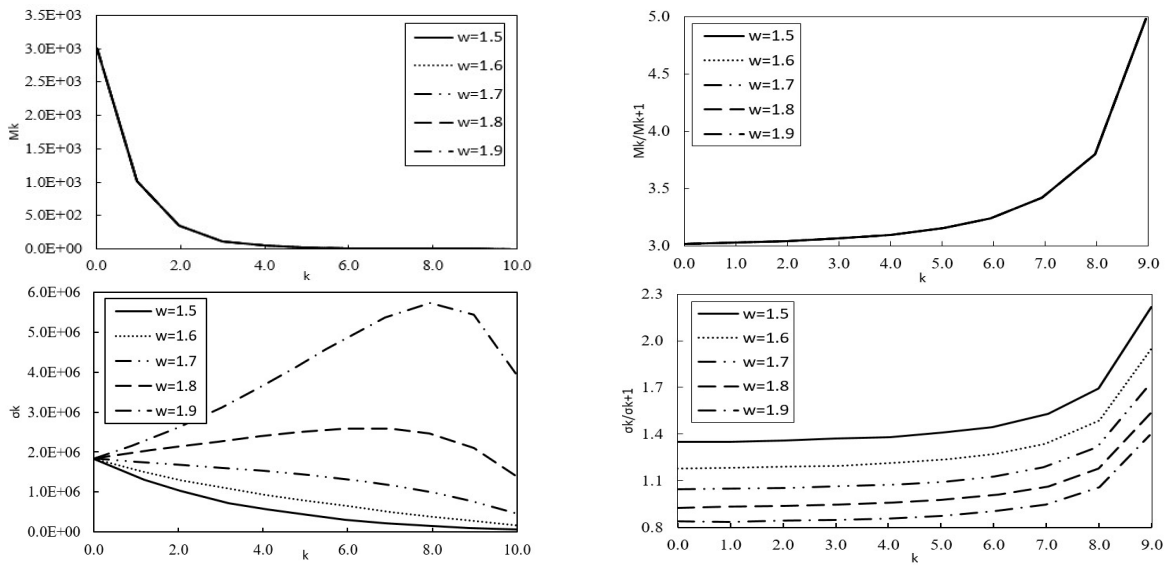 3.5E+03
3.0E+03
2.5E+03
2.0E+03
1.5E+03
1.0E+03
5.0E+02
0.0E+00
Mk
0.0 2.0 4.0 6.0 8.0 10.0
k
w=1.5
w=1.6
w=1.7
w=1.8
w=1.9
5.0
4.5
4.0
3.5
3.0
Mk/Mk+1
0.0 1.0 2.0 3.0 4.0 5.0 6.0 7.0 8.0 9.0
k
w=1.5
w=1.6
w=1.7
w=1.8
w=1.9
6.0E+06
5.0E+06
4.0E+06
3.0E+06
2.0E+06
1.0E+06
0.0E+00
σk
0.0 2.0 4.0 6.0 8.0 10.0
k
w=1.5
w=1.6
w=1.7
w=1.8
w=1.9
2.3
2.0
1.7
1.4
1.1
0.8
σk/σk+1
0.0 1.0 2.0 3.0 4.0 5.0 6.0 7.0 8.0 9.0
k
w=1.5
w=1.6
w=1.7
w=1.8
w=1.9